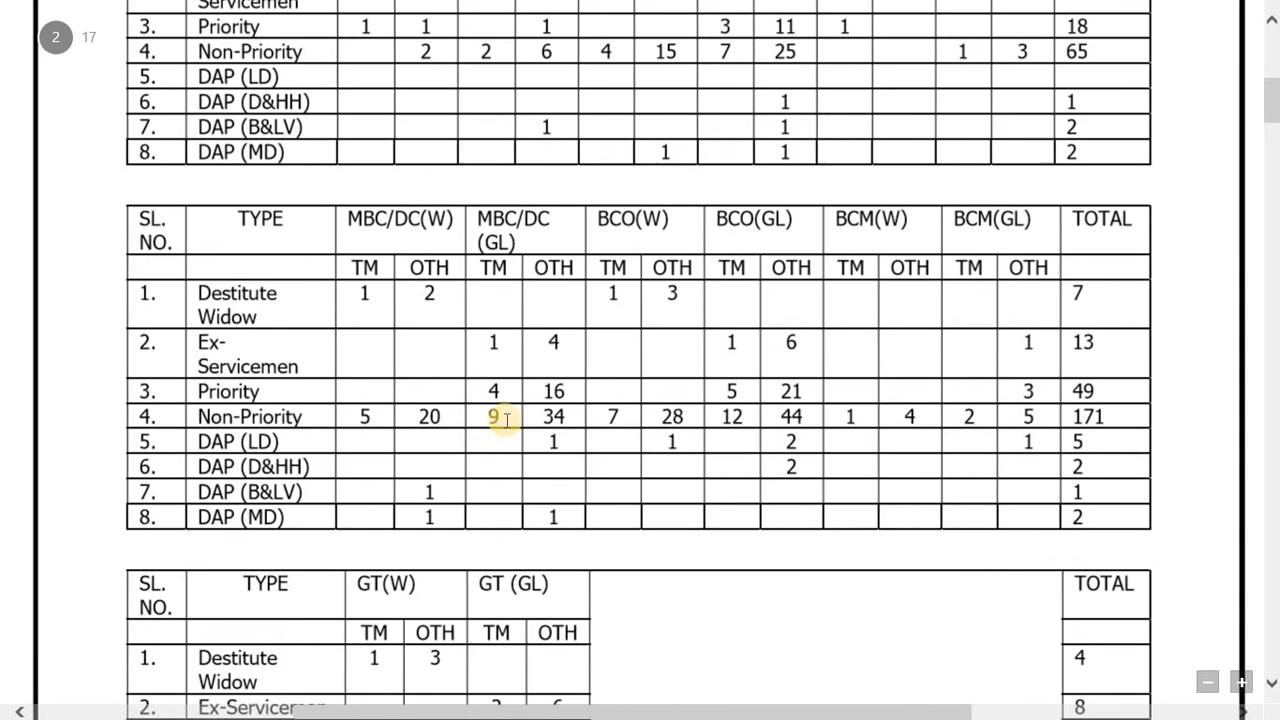 Servicemen
2 17
3. Priority 1 1 1 3 11 1 18
4. Non-Priority 2 2 6 4 15 7 25 1 3 65
5. DAP (LD)
6. DAP (D&HH) 1 1
7. DAP (B&LV) 1 1 2
8. DAP (MD) 1 1 2
SL. NO. TYPE MBC/DC(W) MBC/DC (GL) BCO(W) BCO(GL) BCM(W) BCM(GL) TOTAL
TM OTH TM OTH TM OTH TM OTH TM OTH TM OTH
1. Destitute Widow 1 2 1 3 7
2. Ex-Servicemen 1 4 1 6 1 13
3. Priority 4 16 5 21 3 49
4. Non-Priority 5 20 9 34 7 28 12 44 1 4 2 5 171
5. DAP (LD) 1 1 2 1 5
6. DAP (D&HH) 2 2
7. DAP (B&LV) 1 1
8. DAP (MD) 1 1 2
SL. NO. TYPE GT(W) GT (GL) TOTAL
TM OTH TM OTH
1. Destitute Widow 1 3 4
2. Ex-Servicemen 8